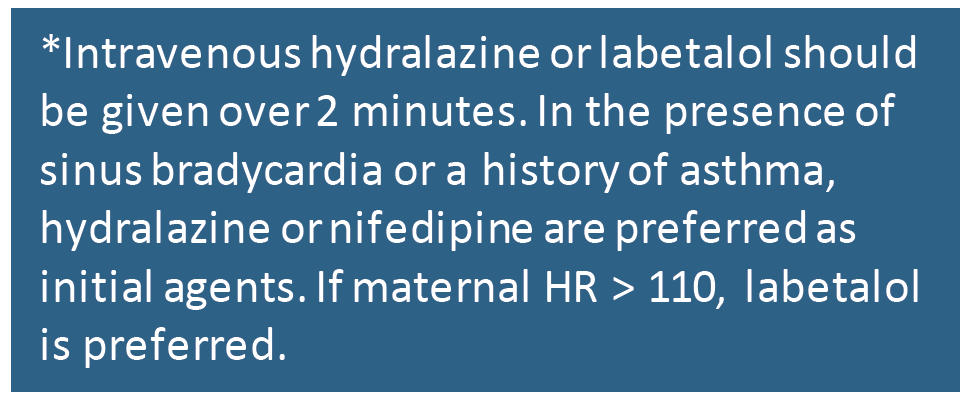 *Intravenous hydralazine or labetalol should
be given over 2 minutes. In the presence of
sinus bradycardia or a history of asthma,
hydralazine or nifedipine are preferred as
initial agents. If maternal HR > 110, labetalol
is preferred.